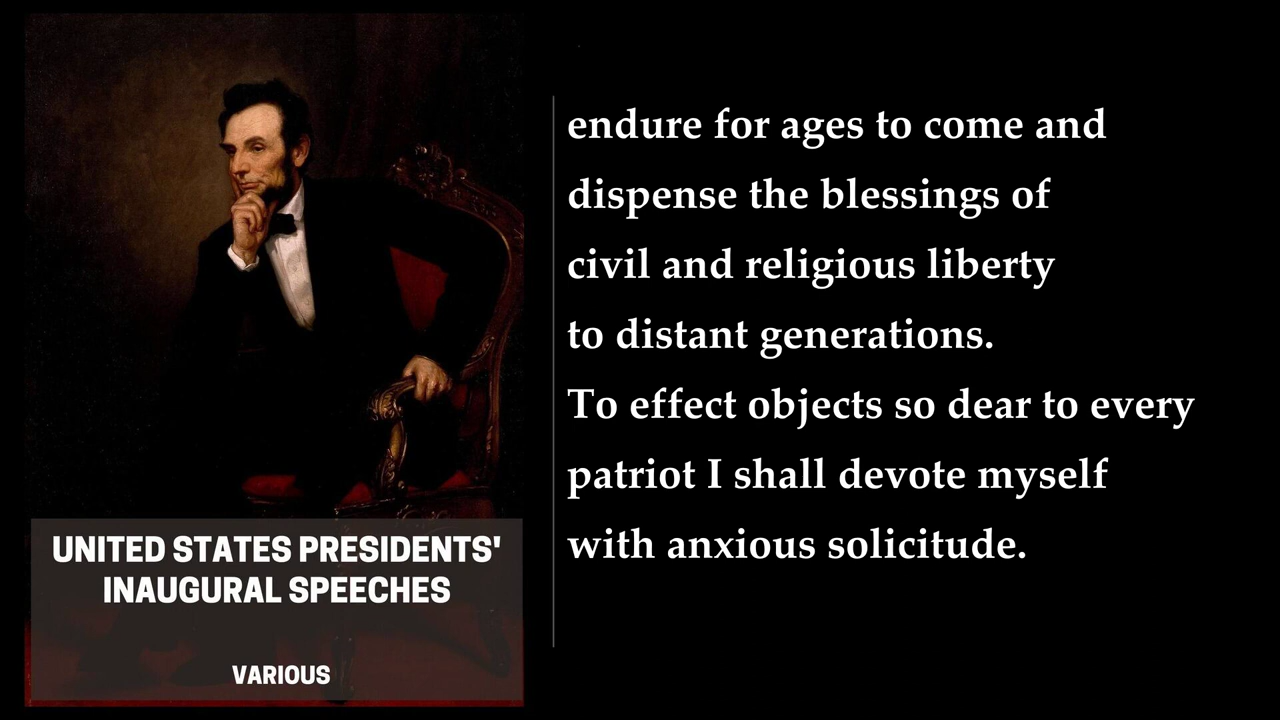 UNITED STATES PRESIDENTS'
INAUGURAL SPEECHES
VARIOUS
endure for ages to come and
dispense the blessings of
civil and religious liberty
to distant generations.
To effect objects so dear to every
patriot I shall devote myself
with anxious solicitude.